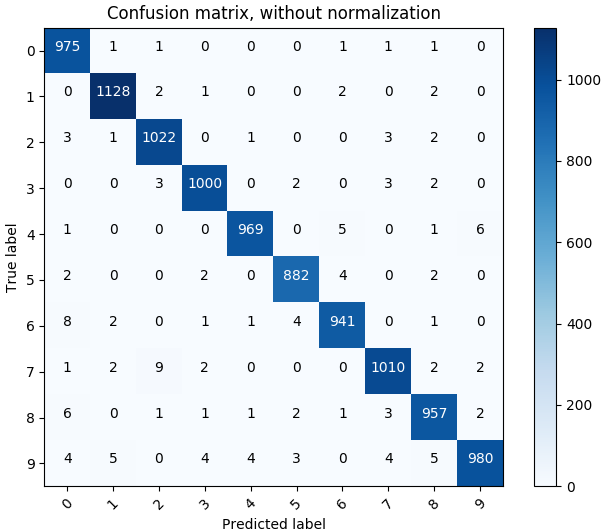 Confusion matrix, without normalization
0 975 1 1 0 0 0 1 1 1 0
1 0 1128 2 1 0 0 2 0 2 0
2 3 1 1022 0 1 0 0 3 2 0
3 0 0 3 1000 0 2 0 3 2 0
4 1 0 0 0 969 0 5 0 1 6
5 2 0 0 2 0 882 4 0 2 0
6 8 2 0 1 1 4 941 0 1 0
7 1 2 9 2 0 0 0 1010 2 2
8 6 0 1 1 1 2 1 3 957 2
9 4 5 0 4 4 3 0 4 5 980
0 1 2 3 4 5 6 7 8 9
True label
Predicted label
1000
800
600
400
200
0